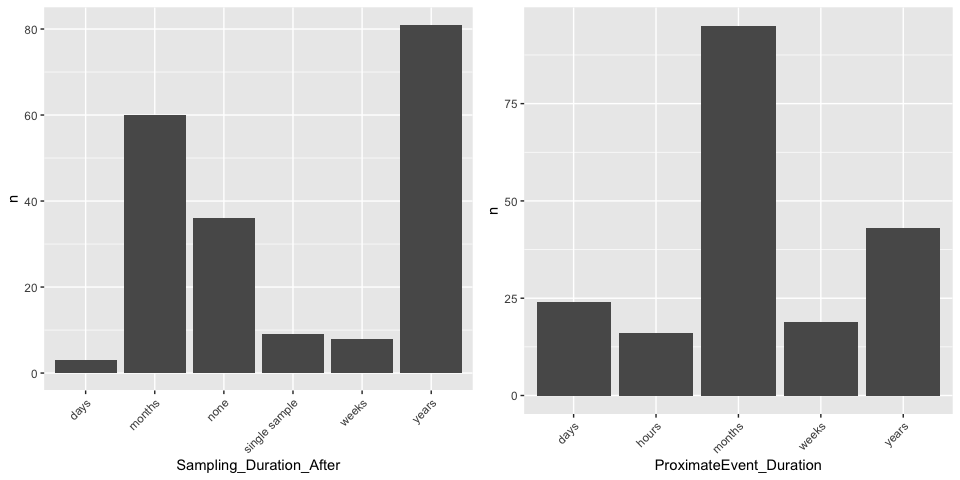 80
60
40
20
0
n
days
months
none
single sample
weeks
years
Sampling_Duration_After
75
50
25
0
n
days
hours
months
weeks
years
ProximateEvent_Duration